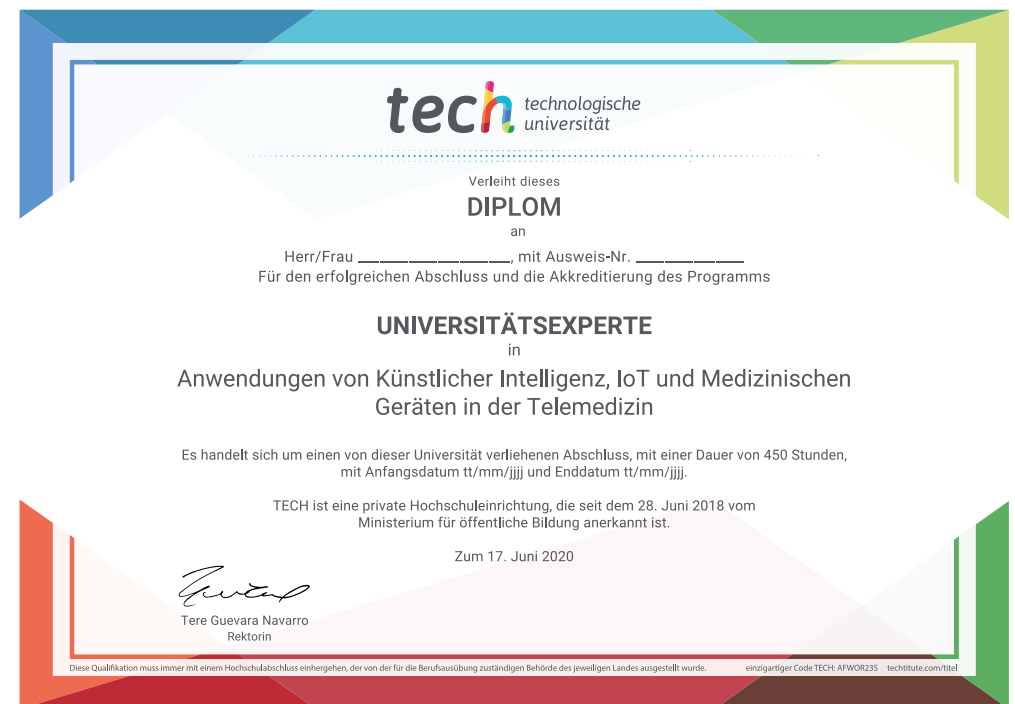 tech technologische
universität
Verleiht dieses
DIPLOM
an
Herr/Frau ______________, mit Ausweis-Nr. __________
Für den erfolgreichen Abschluss und die Akkreditierung des Programms
UNIVERSITÄTSEXPERTE
in
Anwendungen von Künstlicher Intelligenz, IoT und Medizinischen
Geräten in der Telemedizin
Es handelt sich um einen von dieser Universität verliehenen Abschluss, mit einer Dauer von 450 Stunden,
mit Anfangsdatum tt/mm/jjjj und Enddatum tt/mm/jjjj.
TECH ist eine private Hochschuleinrichtung, die seit dem 28. Juni 2018 vom
Ministerium für öffentliche Bildung anerkannt ist.
Zum 17. Juni 2020
Tere Guevara Navarro
Rektorin
Diese Qualifikation muss immer mit einem Hochschulabschluss einhergehen, der von der für die Berufsausübung zuständigen Behörde des jeweiligen Landes ausgestellt wurde. einzigartiger Code TECH: AFWOR23S techtitute.com/titel